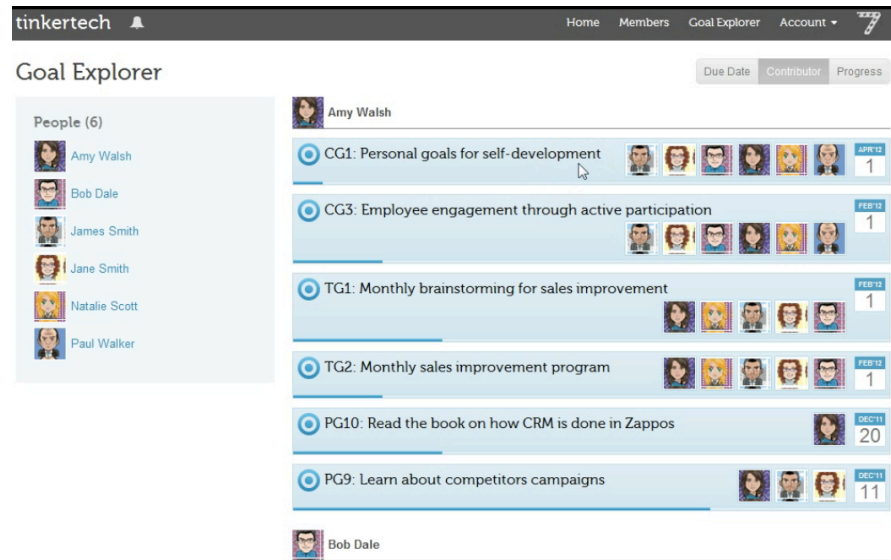 tinkertech
Home Members Goal Explorer Account
Goal Explorer
Due Date Contributor Progress
People (6)
Amy Walsh
Bob Dale
James Smith
Jane Smith
Natalie Scott
Paul Walker
Amy Walsh
CG1: Personal goals for self-development
APR'12
1
CG3: Employee engagement through active participation
FEB'12
1
TG1: Monthly brainstorming for sales improvement
FEB'12
1
TG2: Monthly sales improvement program
FEB'12
1
PG10: Read the book on how CRM is done in Zappos
DEC'11
20
PG9: Learn about competitors campaigns
DEC'11
11
Bob Dale